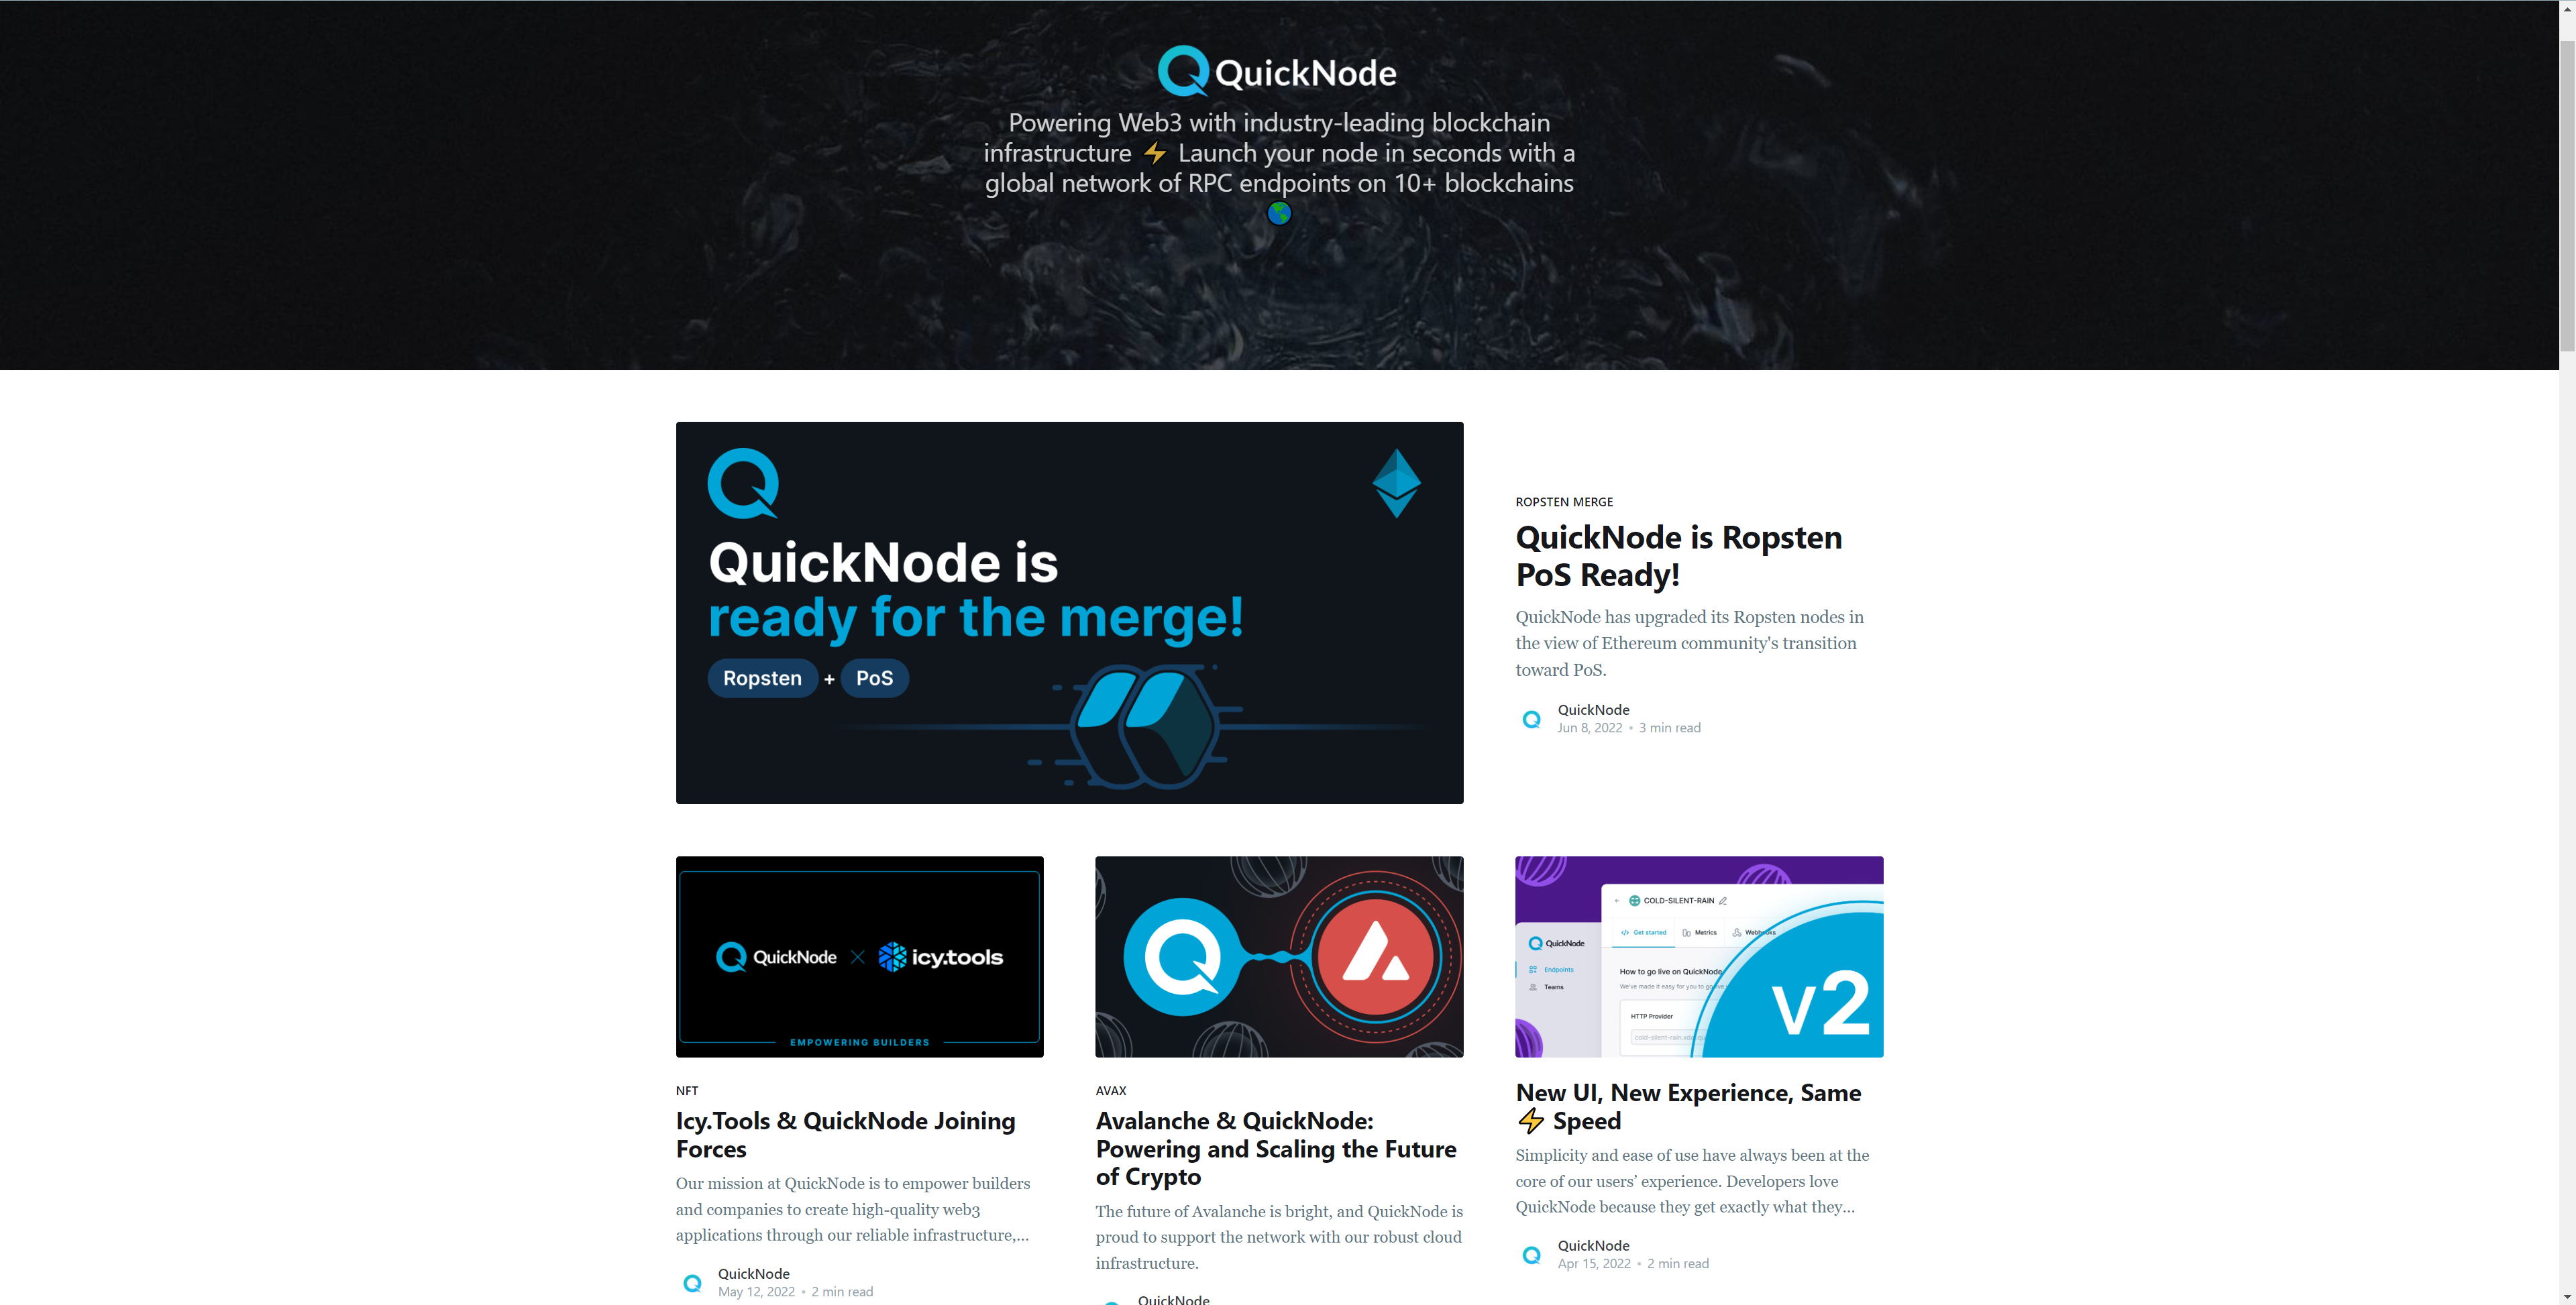 QuickNode
Powering Web3 with industry-leading blockchain
infrastructure ⚡ Launch your node in seconds with a
global network of RPC endpoints on 10+ blockchains
🌎
QuickNode is
ready for the merge!
Ropsten + PoS
ROPSTEN MERGE
QuickNode is Ropsten
PoS Ready!
QuickNode has upgraded its Ropsten nodes in
the view of Ethereum community's transition
toward PoS.
QuickNode
Jun 8, 2022 • 3 min read
QuickNode × icy.tools
EMPOWERING BUILDERS
NFT
Icy.Tools & QuickNode Joining
Forces
Our mission at QuickNode is to empower builders
and companies to create high-quality web3
applications through our reliable infrastructure,...
QuickNode
May 12, 2022 • 2 min read
AVAX
Avalanche & QuickNode:
Powering and Scaling the Future
of Crypto
The future of Avalanche is bright, and QuickNode is
proud to support the network with our robust cloud
infrastructure.
QuickNode
COLD-SILENT-RAIN
Get started Metrics Webhooks
QuickNode
Endpoints
Teams
How to go live on QuickNode
We've made it easy for you to go
HTTP Provider
cold-silent-rain
v2
New UI, New Experience, Same
⚡ Speed
Simplicity and ease of use have always been at the
core of our users’ experience. Developers love
QuickNode because they get exactly what they...
QuickNode
Apr 15, 2022 • 2 min read